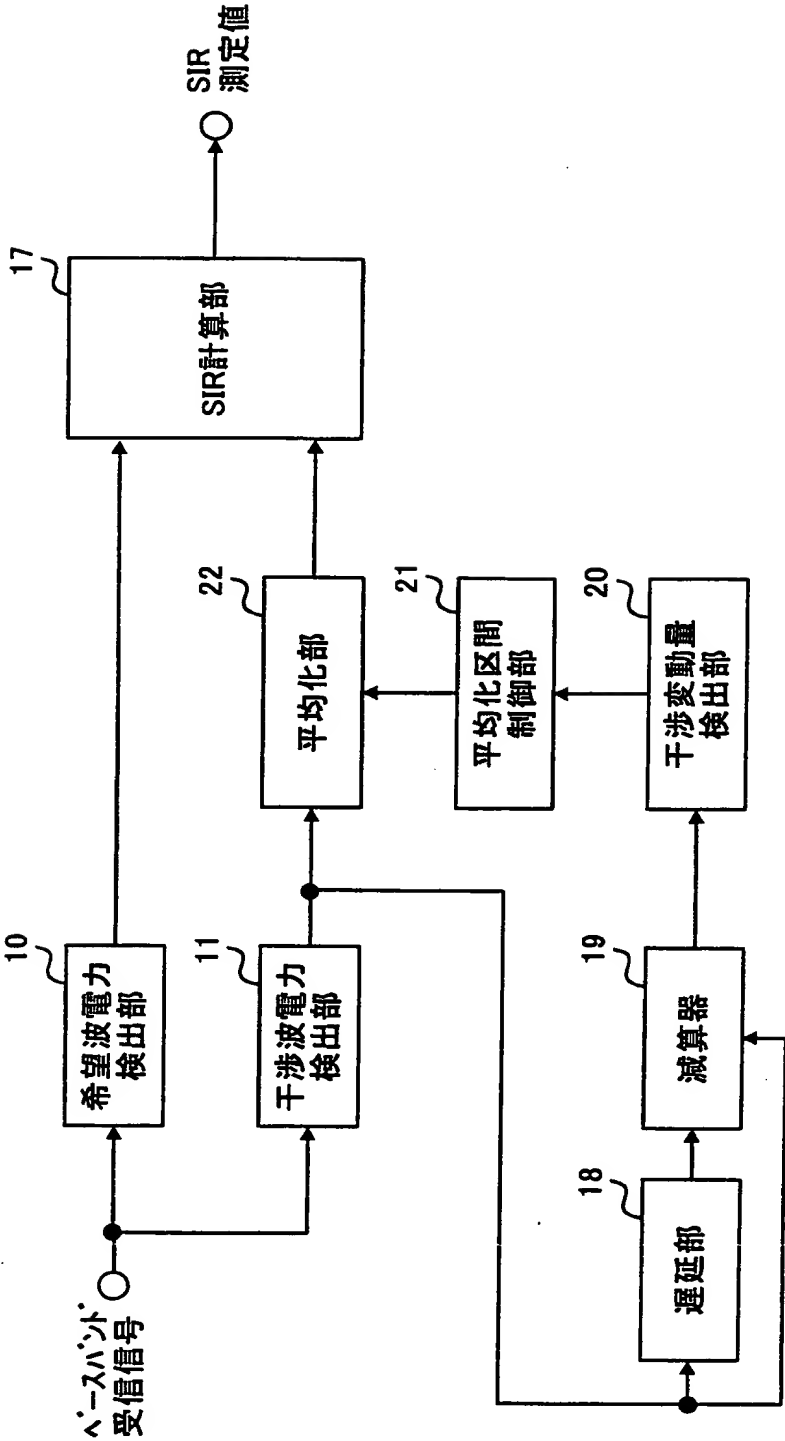 ベースバンド
受信信号
10
希望波電力
検出部
11
干渉波電力
検出部
22
平均化部
21
平均化区間
制御部
20
干渉変動量
検出部
19
減算器
18
遅延部
17
SIR計算部
SIR
測定値